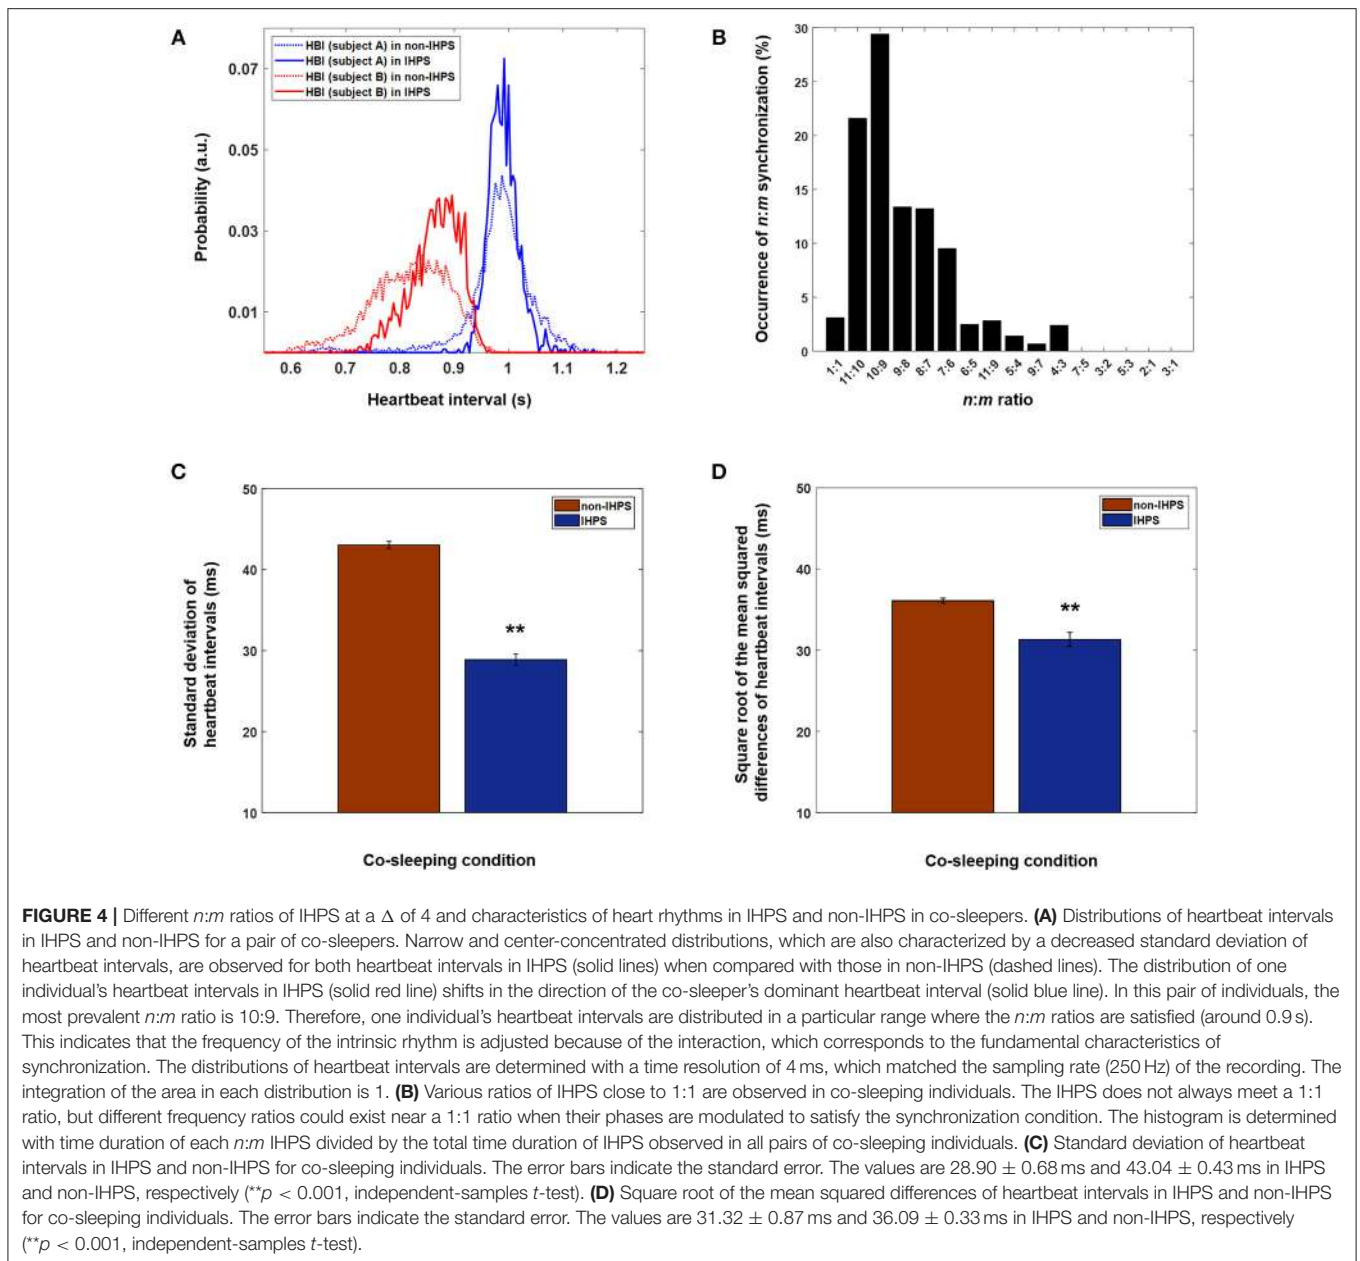 A
HBI (subject A) in non-IHPS
HBI (subject A) in IHPS
HBI (subject B) in non-IHPS
HBI (subject B) in IHPS
Probability (a.u.)
0.07
0.05
0.03
0.01
0.6 0.7 0.8 0.9 1 1.1 1.2
Heartbeat interval (s)
B
Occurrence of n:m synchronization (%)
30
25
20
15
10
5
0
1:1 11:10 10:9 9:8 8:7 7:6 6:5 11:9 5:4 9:7 4:3 7:5 3:2 5:3 2:1 3:1
n:m ratio
C
Standard deviation of
heartbeat intervals (ms)
50
40
30
20
10
non-IHPS
IHPS
**
Co-sleeping condition
D
Square root of the mean squared
differences of heartbeat intervals (ms)
50
40
30
20
10
non-IHPS
IHPS
**
Co-sleeping condition
FIGURE 4 | Different n:m ratios of IHPS at a Δ of 4 and characteristics of heart rhythms in IHPS and non-IHPS in co-sleepers. (A) Distributions of heartbeat intervals
in IHPS and non-IHPS for a pair of co-sleepers. Narrow and center-concentrated distributions, which are also characterized by a decreased standard deviation of
heartbeat intervals, are observed for both heartbeat intervals in IHPS (solid lines) when compared with those in non-IHPS (dashed lines). The distribution of one
individual's heartbeat intervals in IHPS (solid red line) shifts in the direction of the co-sleeper's dominant heartbeat interval (solid blue line). In this pair of individuals, the
most prevalent n:m ratio is 10:9. Therefore, one individual's heartbeat intervals are distributed in a particular range where the n:m ratios are satisfied (around 0.9 s).
This indicates that the frequency of the intrinsic rhythm is adjusted because of the interaction, which corresponds to the fundamental characteristics of
synchronization. The distributions of heartbeat intervals are determined with a time resolution of 4 ms, which matched the sampling rate (250 Hz) of the recording. The
integration of the area in each distribution is 1. (B) Various ratios of IHPS close to 1:1 are observed in co-sleeping individuals. The IHPS does not always meet a 1:1
ratio, but different frequency ratios could exist near a 1:1 ratio when their phases are modulated to satisfy the synchronization condition. The histogram is determined
with time duration of each n:m IHPS divided by the total time duration of IHPS observed in all pairs of co-sleeping individuals. (C) Standard deviation of heartbeat
intervals in IHPS and non-IHPS for co-sleeping individuals. The error bars indicate the standard error. The values are 28.90 ± 0.68 ms and 43.04 ± 0.43 ms in IHPS
and non-IHPS, respectively (**p < 0.001, independent-samples t-test). (D) Square root of the mean squared differences of heartbeat intervals in IHPS and non-IHPS
for co-sleeping individuals. The error bars indicate the standard error. The values are 31.32 ± 0.87 ms and 36.09 ± 0.33 ms in IHPS and non-IHPS, respectively
(**p < 0.001, independent-samples t-test).